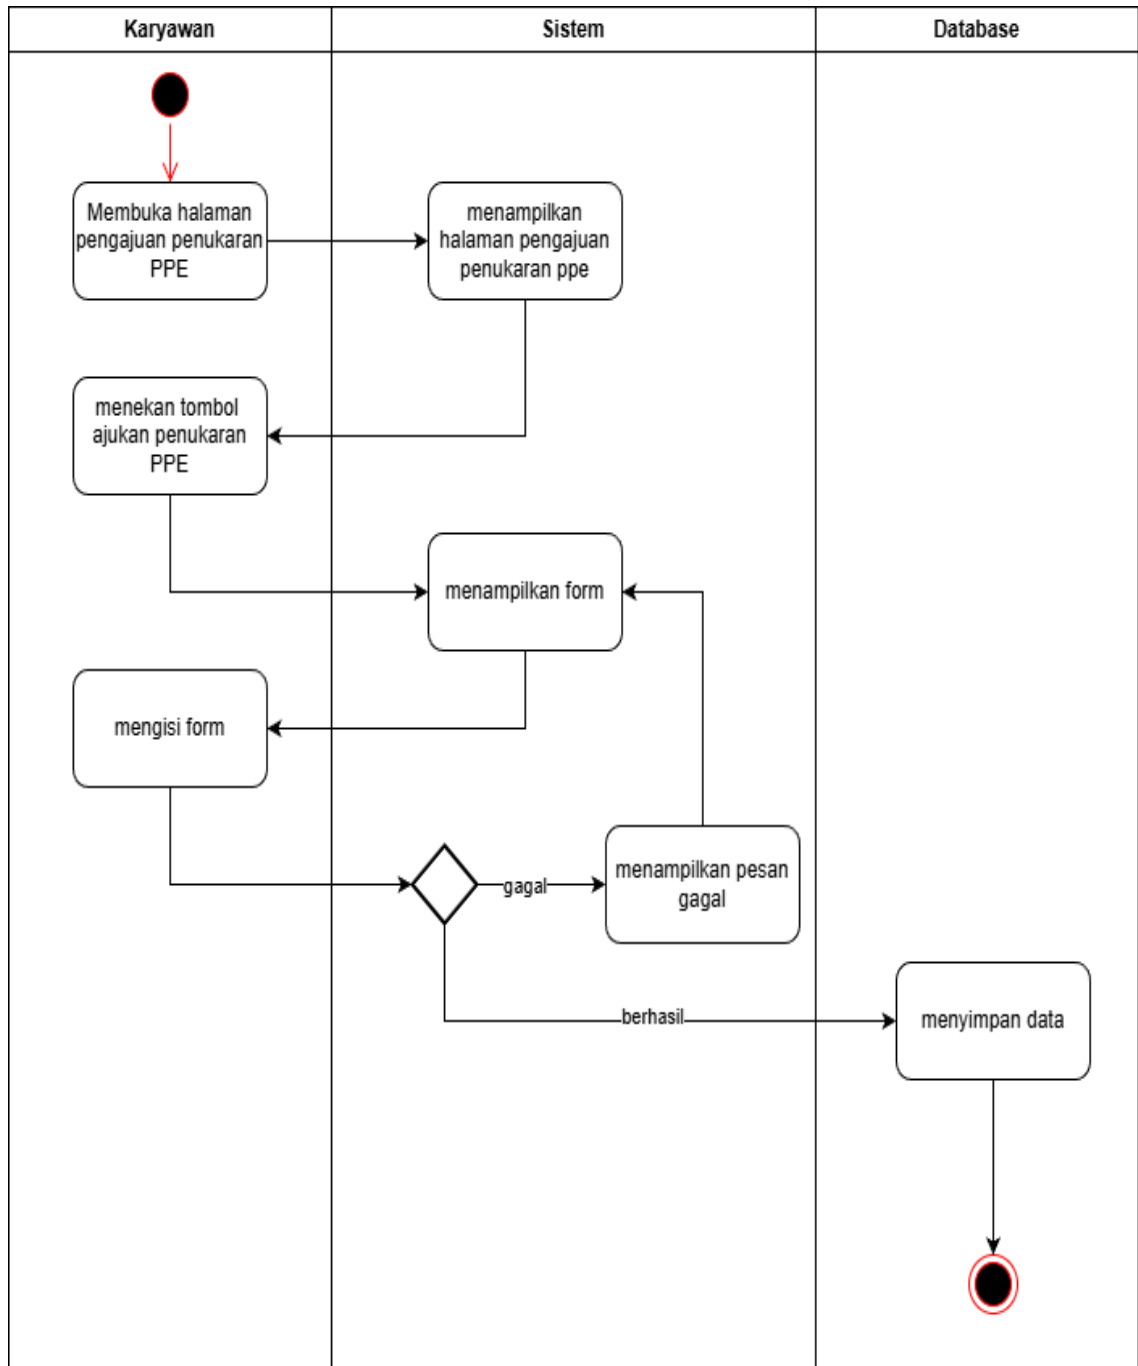 Karyawan
Sistem
Database
Membuka halaman
pengajuan penukaran
PPE
menampilkan
halaman pengajuan
penukaran ppe
menekan tombol
ajukan penukaran
PPE
menampilkan form
mengisi form
gagal
menampilkan pesan
gagal
berhasil
menyimpan data